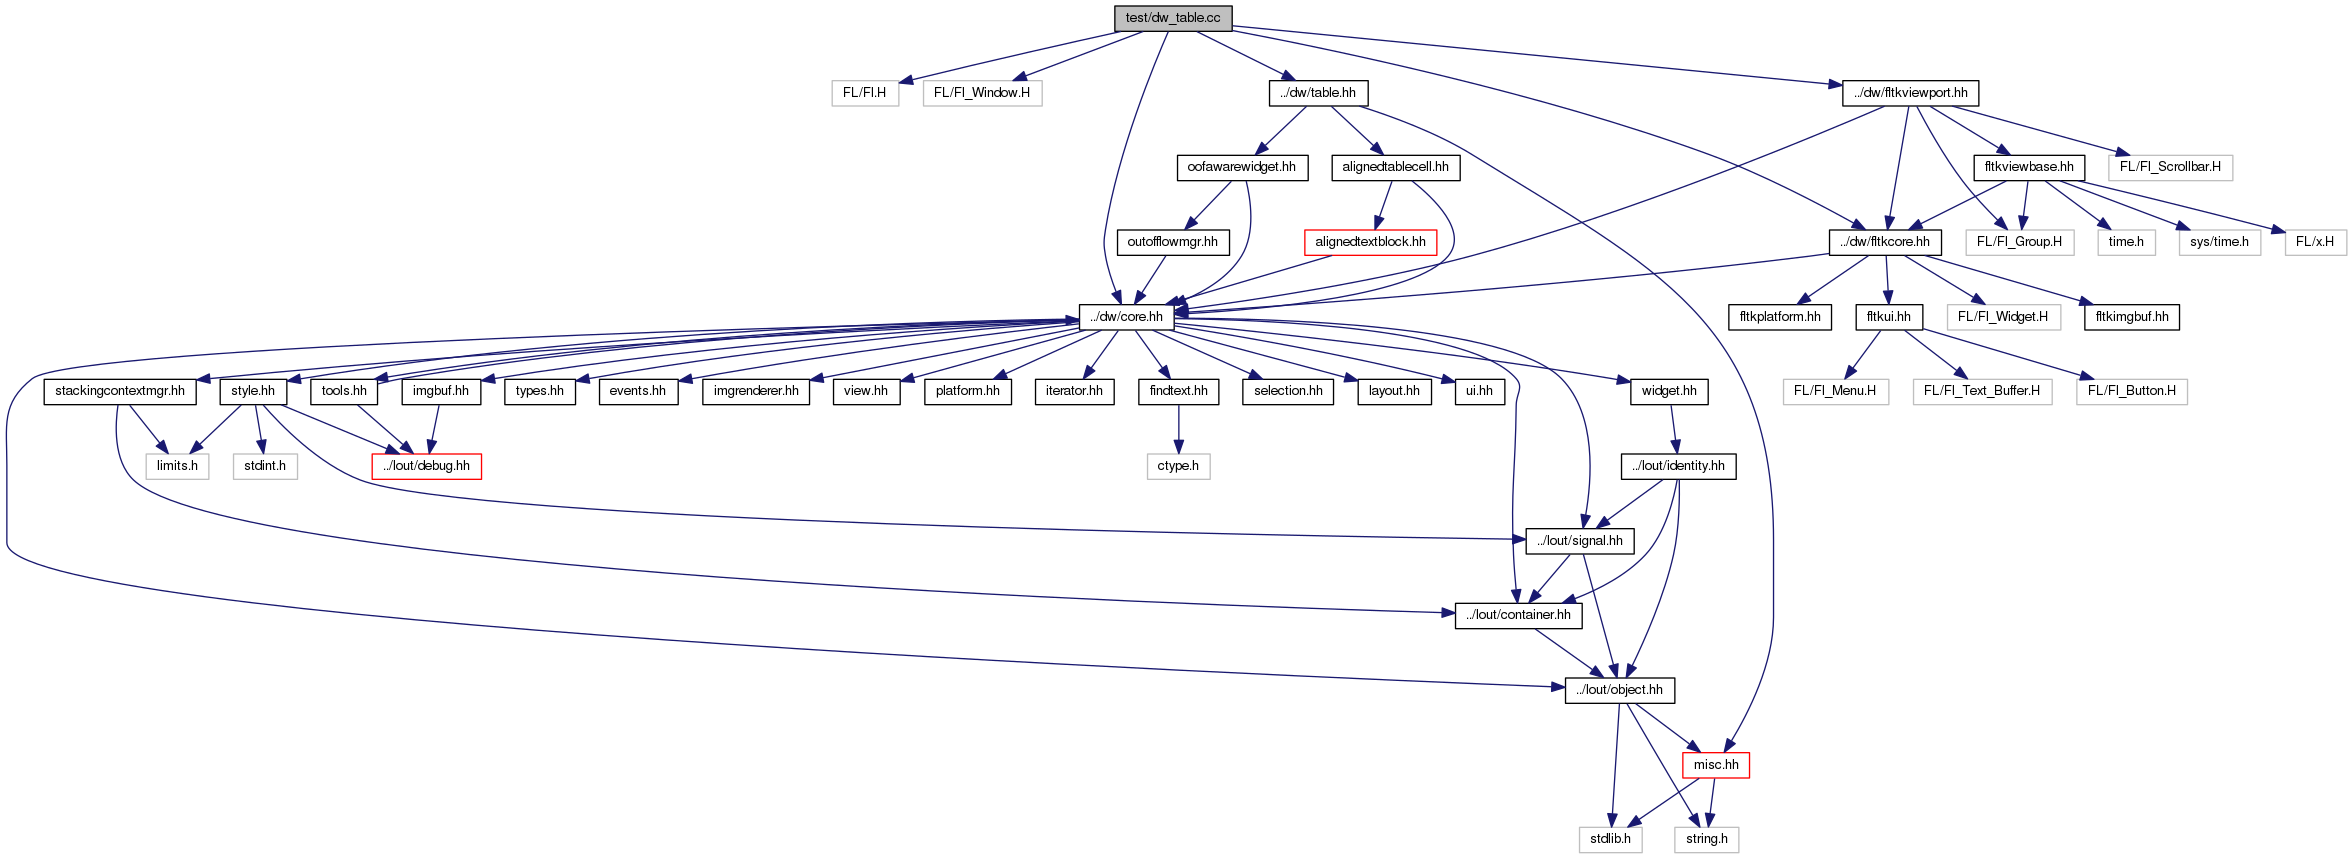 test/dw_table.cc
FL/Fl.H
FL/Fl_Window.H
../dw/table.hh
../dw/fltkviewport.hh
oofawarewidget.hh
alignedtablecell.hh
fltkviewbase.hh
FL/Fl_Scrollbar.H
outofflowmgr.hh
alignedtextblock.hh
../dw/fltkcore.hh
FL/Fl_Group.H
time.h
sys/time.h
FL/x.H
../dw/core.hh
fltkplatform.hh
fltkui.hh
FL/Fl_Widget.H
fltkimgbuf.hh
stackingcontextmgr.hh
style.hh
tools.hh
imgbuf.hh
types.hh
events.hh
imgrenderer.hh
view.hh
platform.hh
iterator.hh
findtext.hh
selection.hh
layout.hh
ui.hh
widget.hh
FL/Fl_Menu.H
FL/Fl_Text_Buffer.H
FL/Fl_Button.H
limits.h
stdint.h
../lout/debug.hh
ctype.h
../lout/identity.hh
../lout/signal.hh
../lout/container.hh
../lout/object.hh
misc.hh
stdlib.h
string.h